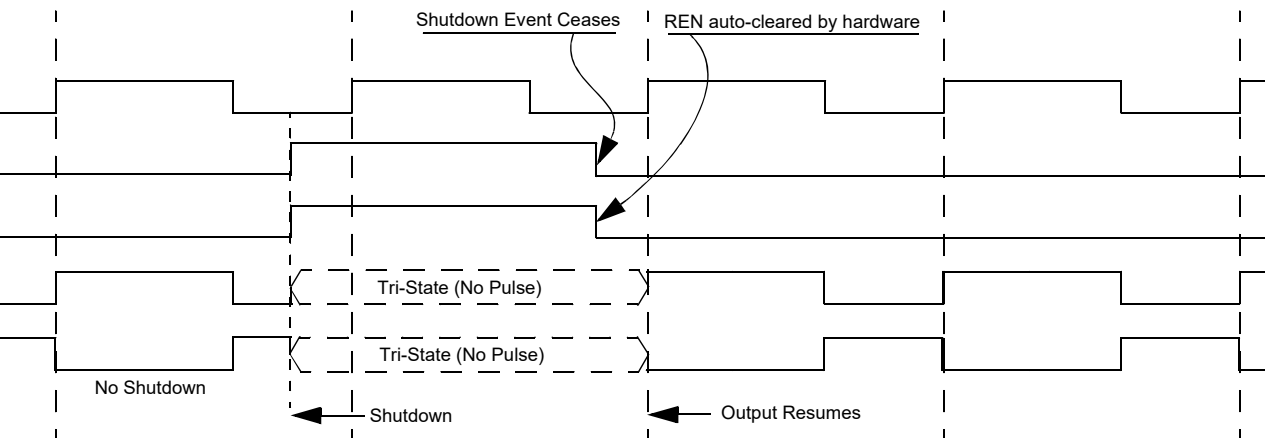 Shutdown Event Ceases
REN auto-cleared by hardware
Tri-State (No Pulse)
Tri-State (No Pulse)
No Shutdown
Shutdown
Output Resumes